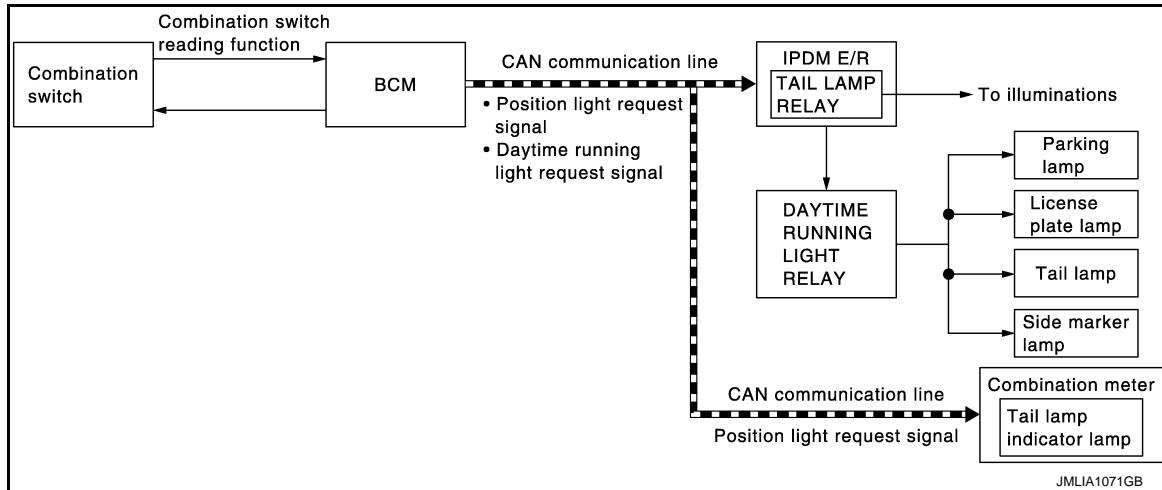 Combination switch
reading function
Combination
switch
BCM
CAN communication line
• Position light request
signal
• Daytime running
light request signal
IPDM E/R
TAIL LAMP
RELAY
To illuminations
DAYTIME
RUNNING
LIGHT
RELAY
Parking
lamp
License
plate lamp
Tail lamp
Side marker
lamp
CAN communication line
Position light request signal
Combination meter
Tail lamp
indicator lamp
JMLIA1071GB